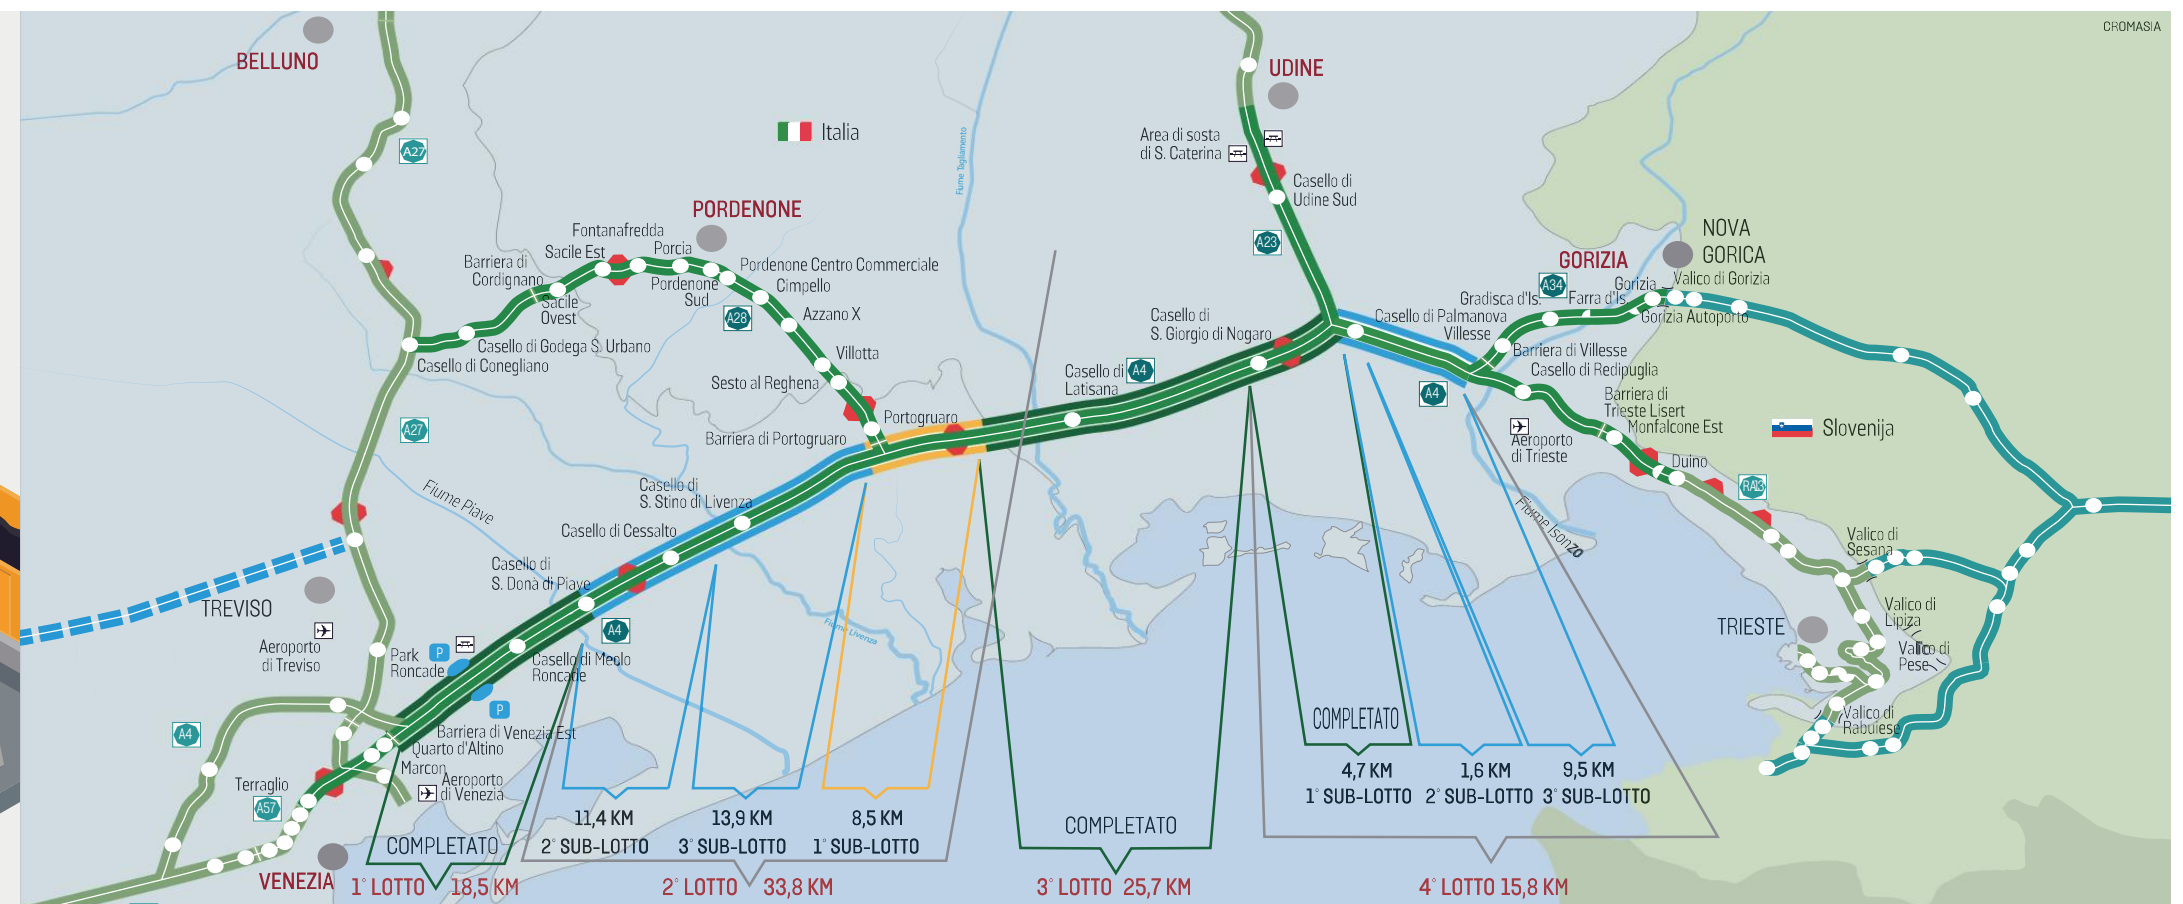 CROMASIA
BELLUNO
UDINE
Italia
Area di sosta
di S. Caterina
A27
Fiume Tagliamento
Casello di
Udine Sud
PORDENONE
Fontanafredda
Sacile Est
Porcia
A23
NOVA
GORICA
GORIZIA
Barriera di
Cordignano
Pordenone Centro Commerciale
Cimpello
Pordenone
Sud
A34
Gorizia
Valico di Gorizia
Gradisca d'Is.
Farra d'Is.
Sacile
Ovest
A28
Azzano X
Casello di
S. Giorgio di Nogaro
Casello di Palmanova
Villesse
Gorizia Autoporto
Casello di Godega S. Urbano
Casello di Conegliano
Villotta
Barriera di Villesse
Casello di Redipuglia
Sesto al Reghena
Casello di
Latisana
A4
A4
Barriera di
Trieste Lisert
Monfalcone Est
A27
Portogruaro
Barriera di Portogruaro
Slovenija
Aeroporto
di Trieste
Duino
RA13
Fiume Piave
Casello di
S. Stino di Livenza
Casello di Cessalto
Fiume Isonzo
Valico di
Sesana
Casello di
S. Donà di Piave
TREVISO
Valico di
Lipiza
TRIESTE
A4
Fiume Livenza
Aeroporto
di Treviso
P
Park
Roncade
Casello di Meolo
Roncade
Valico di
Pese
P
Valico di
Rabuiese
A4
Barriera di Venezia Est
Quarto d'Altino
Marcon
Aeroporto
di Venezia
Terraglio
A57
COMPLETATO
4,7 KM
1° SUB-LOTTO
1,6 KM
2° SUB-LOTTO
9,5 KM
3° SUB-LOTTO
11,4 KM
2° SUB-LOTTO
13,9 KM
3° SUB-LOTTO
8,5 KM
1° SUB-LOTTO
COMPLETATO
COMPLETATO
VENEZIA
1° LOTTO 18,5 KM
2° LOTTO 33,8 KM
3° LOTTO 25,7 KM
4° LOTTO 15,8 KM